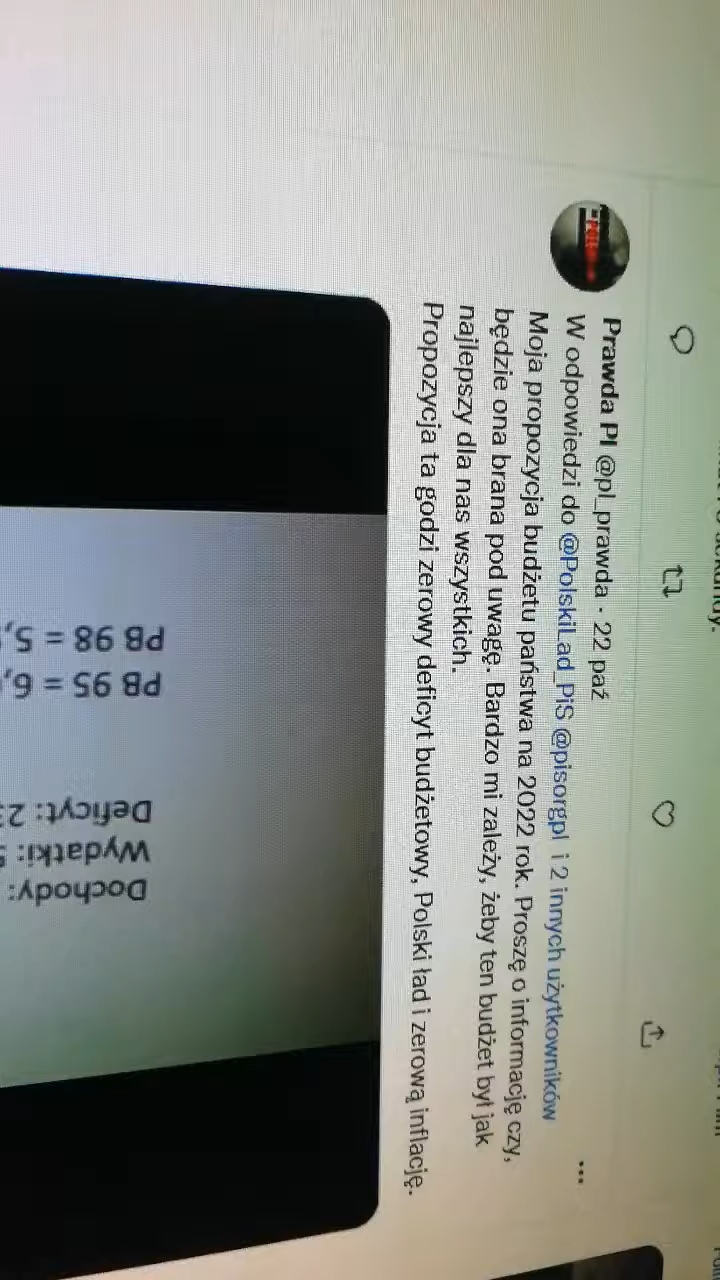 Prawda Pl @pl_prawda · 22 paź
W odpowiedzi do @PolskiLad_PiS @pisorgpl i 2 innych użytkowników
Moja propozycja budżetu państwa na 2022 rok. Proszę o informację czy,
będzie ona brana pod uwagę. Bardzo mi zależy, żeby ten budżet był jak
najlepszy dla nas wszystkich.
Propozycja ta godzi zerowy deficyt budżetowy, Polski ład i zerową inflację.
Dochody:
Wydatki:
Deficyt:
PB 95 = 6,
PB 98 = 5,